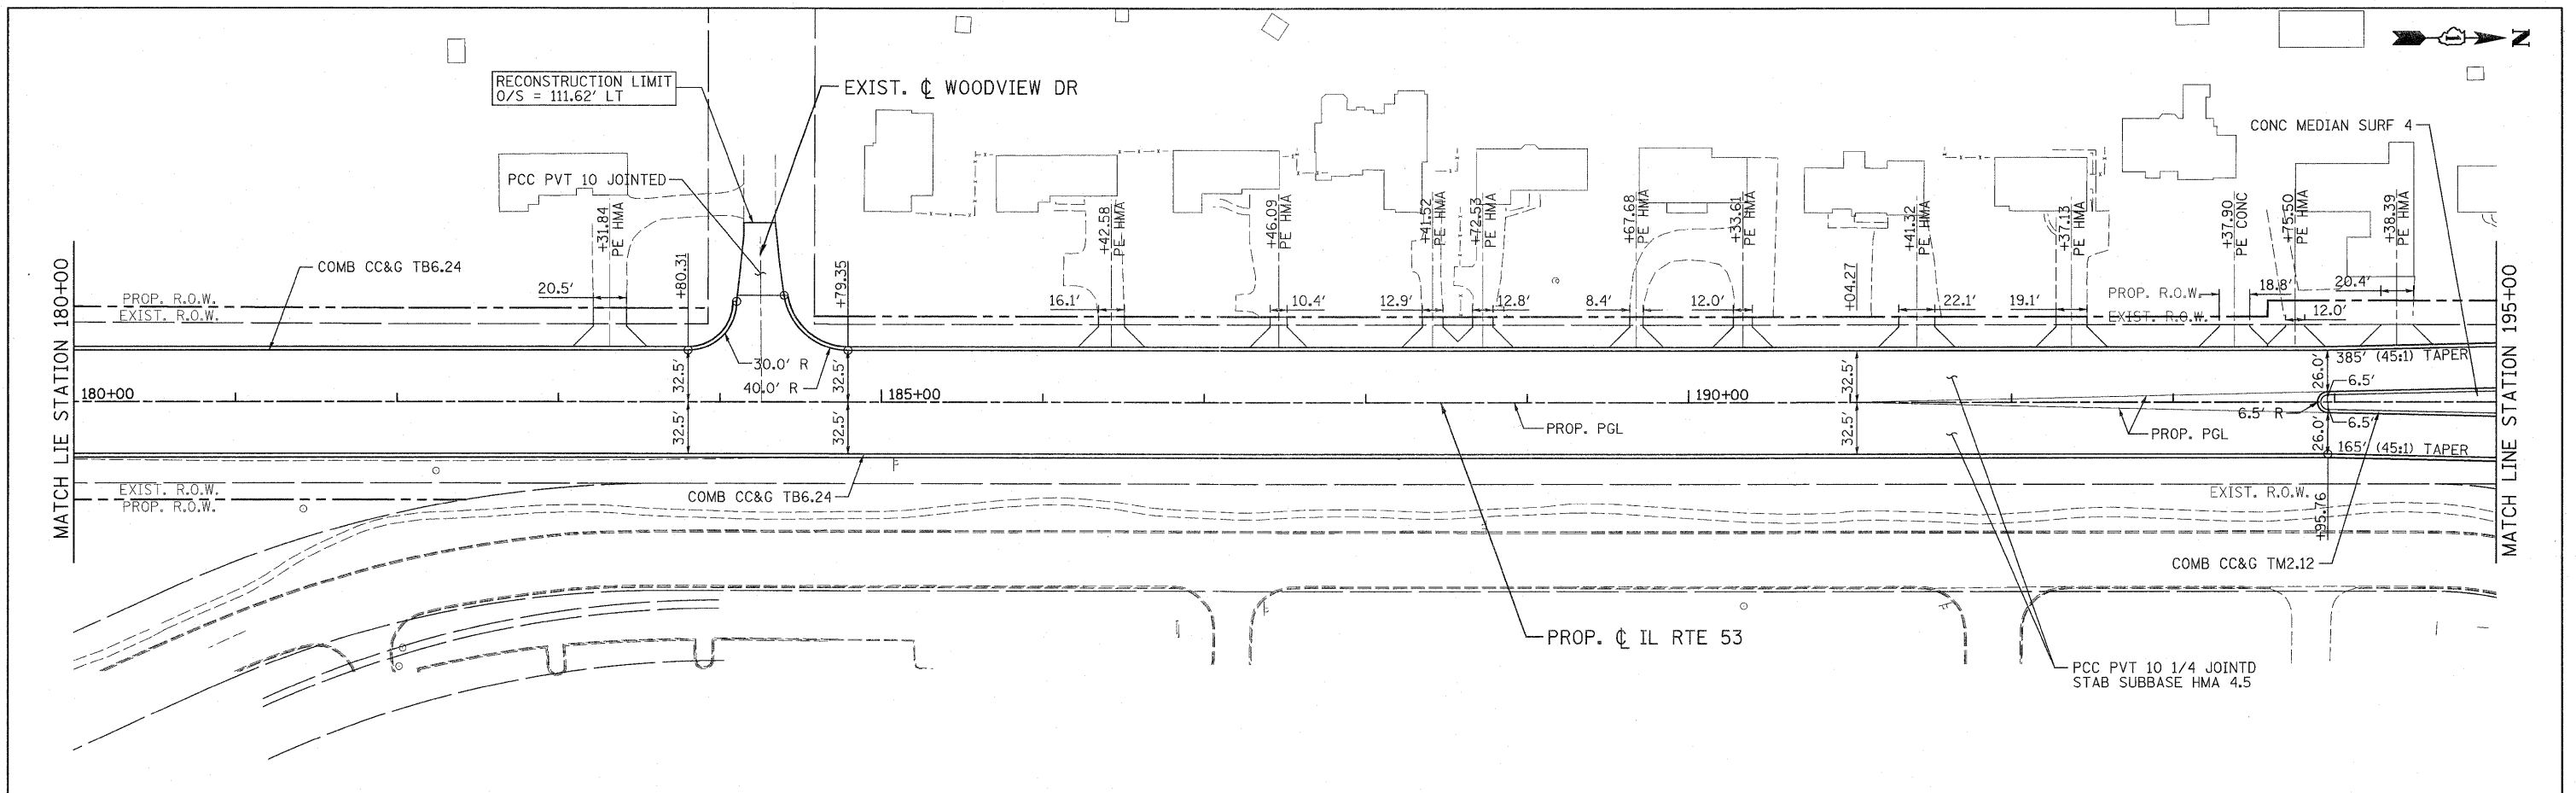 N
RECONSTRUCTION LIMIT
O/S = 111.62' LT
EXIST. ℄ WOODVIEW DR
CONC MEDIAN SURF 4
PCC PVT 10 JOINTED
+31.84
PE HMA
+42.58
PE HMA
+46.09
PE HMA
+41.52
PE HMA
+72.53
PE HMA
+67.68
PE HMA
+33.61
PE HMA
+41.32
PE HMA
+37.13
PE HMA
+37.90
PE CONC
+75.50
PE HMA
+38.39
PE HMA
COMB CC&G TB6.24
+80.31
+79.35
+04.27
20.5'
16.1'
10.4'
12.9'
12.8'
8.4'
12.0'
22.1'
19.1'
18.8'
20.4'
12.0'
PROP. R.O.W.
EXIST. R.O.W.
PROP. R.O.W.
EXIST. R.O.W.
MATCH LIE STATION 180+00
MATCH LINE STATION 195+00
30.0' R
40.0' R
32.5'
32.5'
32.5'
26.0'
385' (45:1) TAPER
6.5'
180+00
185+00
190+00
6.5' R
6.5'
PROP. PGL
PROP. PGL
32.5'
32.5'
32.5'
26.0'
165' (45:1) TAPER
EXIST. R.O.W.
PROP. R.O.W.
COMB CC&G TB6.24
EXIST. R.O.W.
+95.76
COMB CC&G TM2.12
PROP. ℄ IL RTE 53
PCC PVT 10 1/4 JOINTD
STAB SUBBASE HMA 4.5